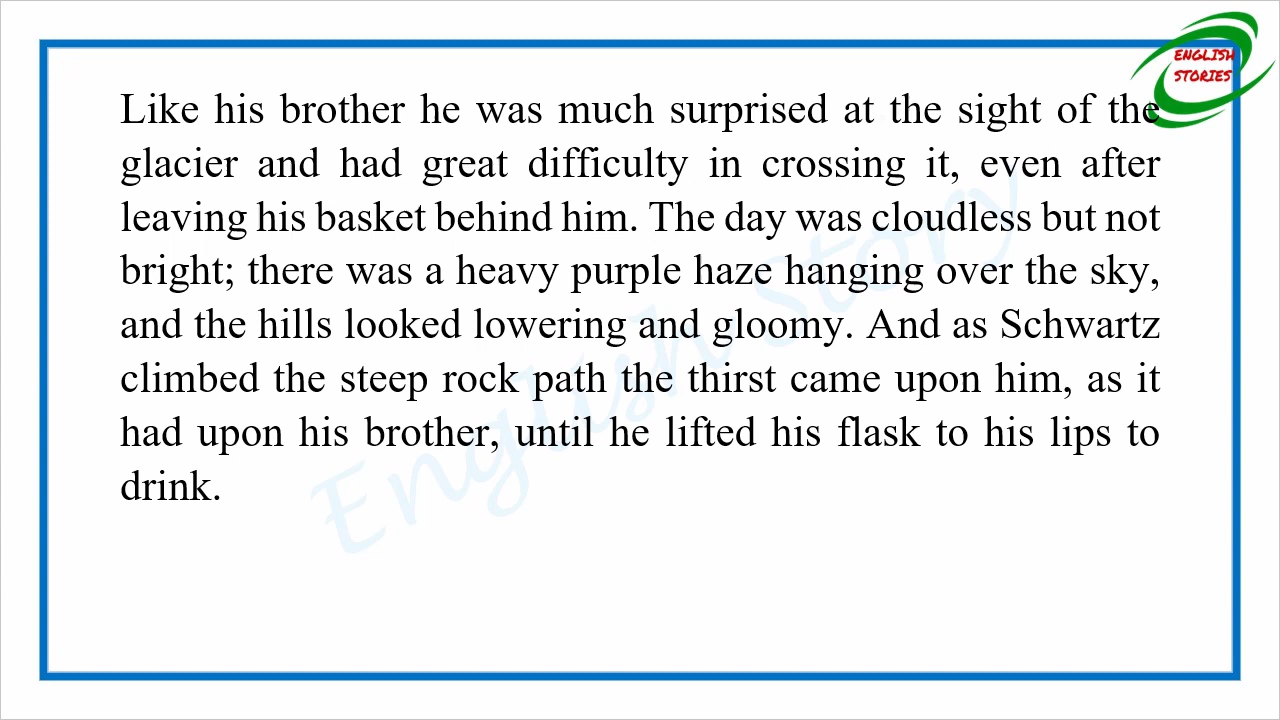 ENGLISH
STORIES
Like his brother he was much surprised at the sight of the
glacier and had great difficulty in crossing it, even after
leaving his basket behind him. The day was cloudless but not
bright; there was a heavy purple haze hanging over the sky,
and the hills looked lowering and gloomy. And as Schwartz
climbed the steep rock path the thirst came upon him, as it
had upon his brother, until he lifted his flask to his lips to
drink.
English Story